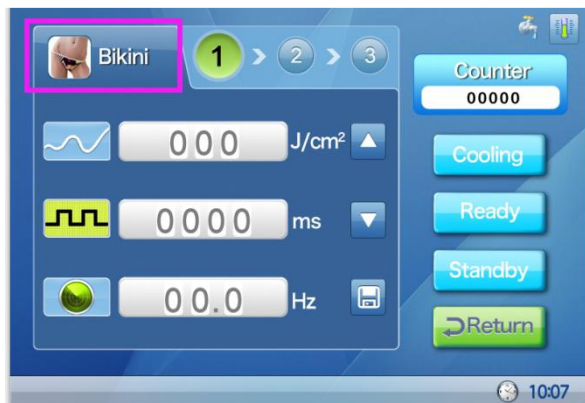 Bikini
1 > 2 > 3
Counter
00000
000 J/cm²
Cooling
0000 ms
Ready
00.0 Hz
Standby
Return
10:07